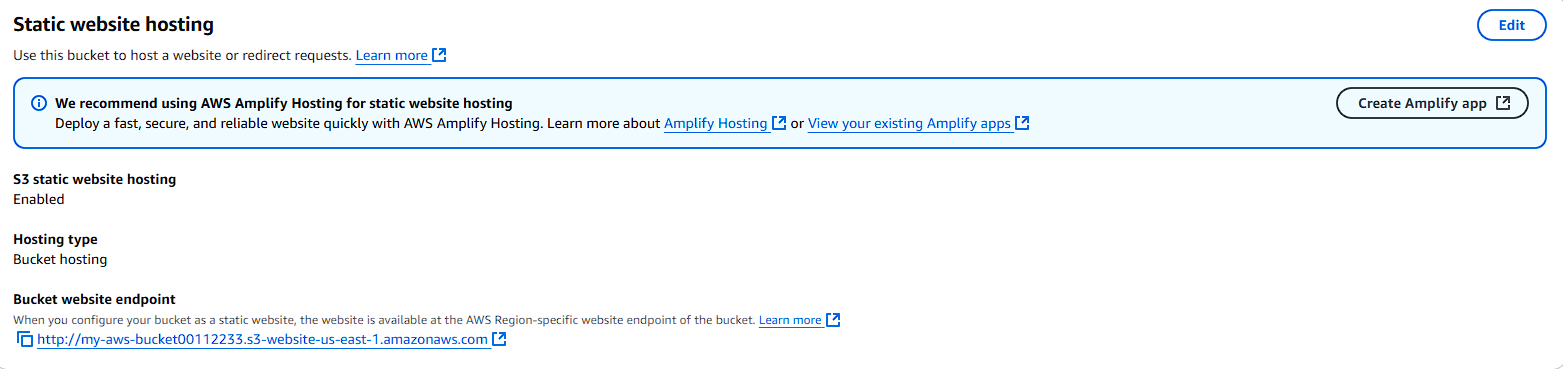 Static website hosting
Edit
Use this bucket to host a website or redirect requests. Learn more
We recommend using AWS Amplify Hosting for static website hosting
Create Amplify app
Deploy a fast, secure, and reliable website quickly with AWS Amplify Hosting. Learn more about Amplify Hosting or View your existing Amplify apps
S3 static website hosting
Enabled
Hosting type
Bucket hosting
Bucket website endpoint
When you configure your bucket as a static website, the website is available at the AWS Region-specific website endpoint of the bucket. Learn more
http://my-aws-bucket00112233.s3-website-us-east-1.amazonaws.com